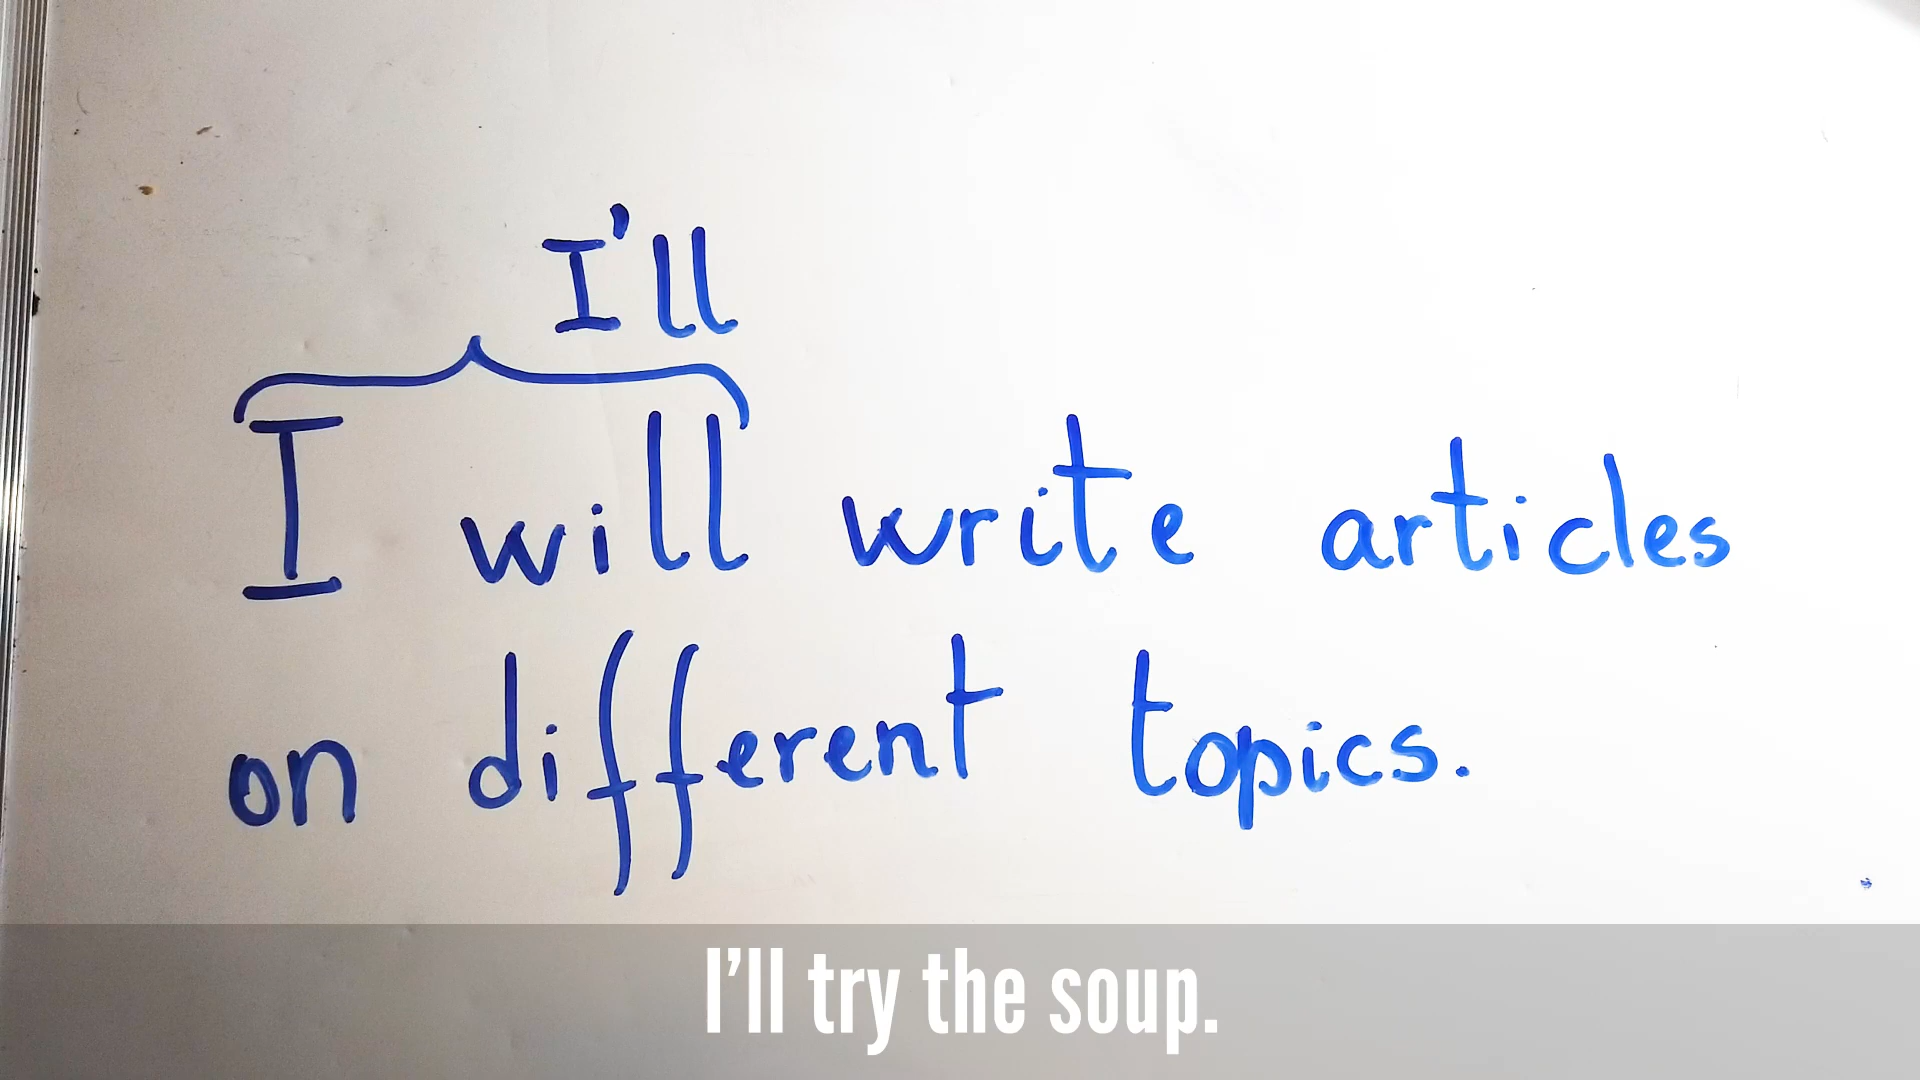 I'll
I will write articles
on different topics.
I'll try the soup.